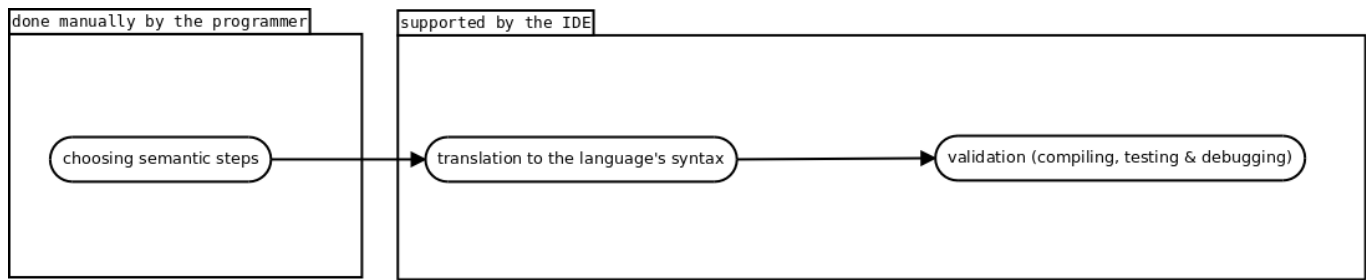 done manually by the programmer
supported by the IDE
choosing semantic steps
translation to the language's syntax
validation (compiling, testing & debugging)